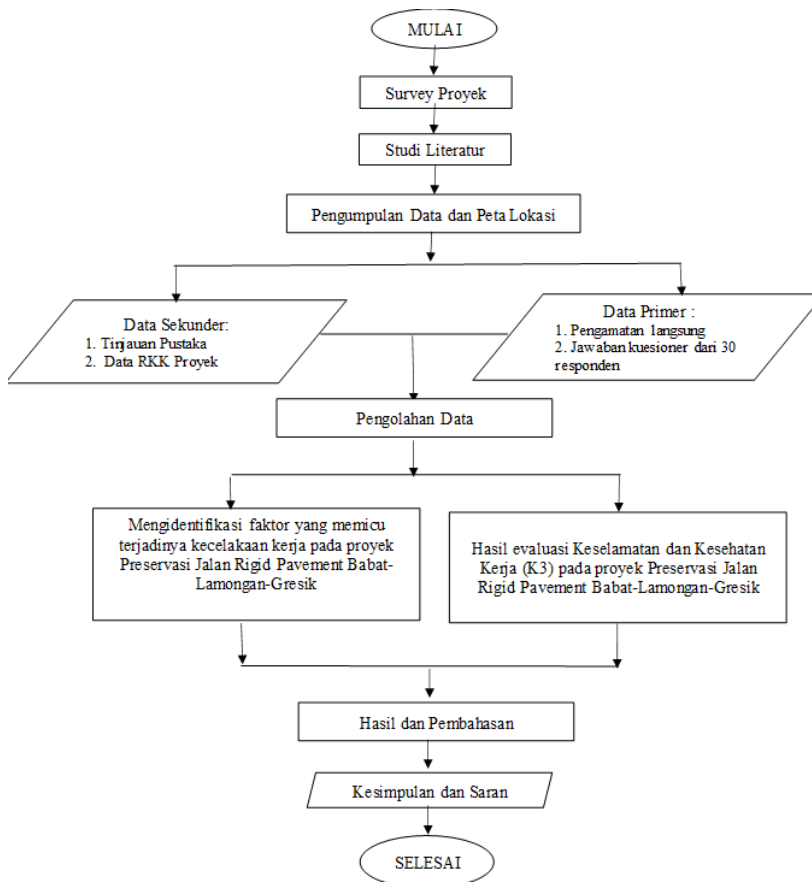 MULAI
Survey Proyek
Studi Literatur
Pengumpulan Data dan Peta Lokasi
Data Sekunder:
1. Tinjauan Pustaka
2. Data RKK Proyek
Data Primer :
1. Pengamatan langsung
2. Jawaban kuesioner dari 30
responden
Pengolahan Data
Mengidentifikasi faktor yang memicu
terjadinya kecelakaan kerja pada proyek
Preservasi Jalan Rigid Pavement Babat-
Lamongan-Gresik
Hasil evaluasi Keselamatan dan Kesehatan
Kerja (K3) pada proyek Preservasi Jalan
Rigid Pavement Babat-Lamongan-Gresik
Hasil dan Pembahasan
Kesimpulan dan Saran
SELESAI